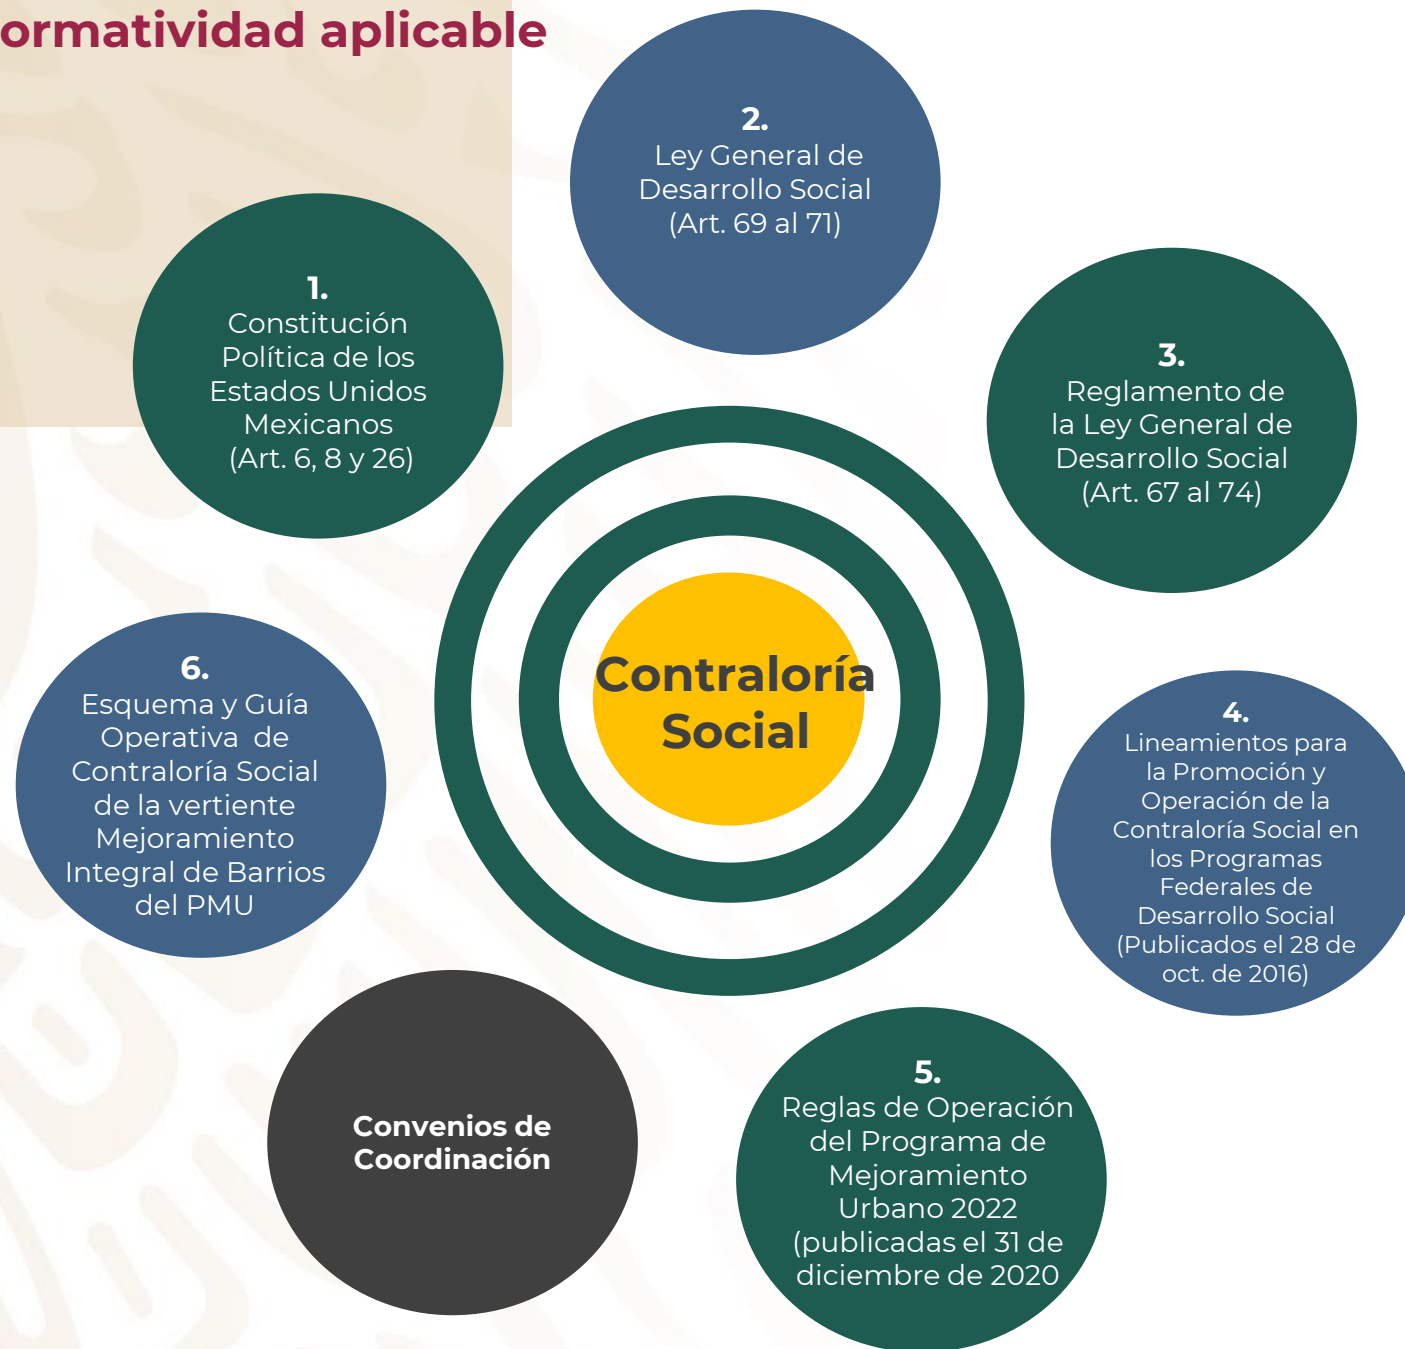 ormatividad aplicable
1.
Constitución
Política de los
Estados Unidos
Mexicanos
(Art. 6, 8 y 26)
2.
Ley General de
Desarrollo Social
(Art. 69 al 71)
3.
Reglamento de
la Ley General de
Desarrollo Social
(Art. 67 al 74)
Contraloría
Social
4.
Lineamientos para
la Promoción y
Operación de la
Contraloría Social en
los Programas
Federales de
Desarrollo Social
(Publicados el 28 de
oct. de 2016)
5.
Reglas de Operación
del Programa de
Mejoramiento
Urbano 2022
(publicadas el 31 de
diciembre de 2020
Convenios de
Coordinación
6.
Esquema y Guía
Operativa de
Contraloría Social
de la vertiente
Mejoramiento
Integral de Barrios
del PMU